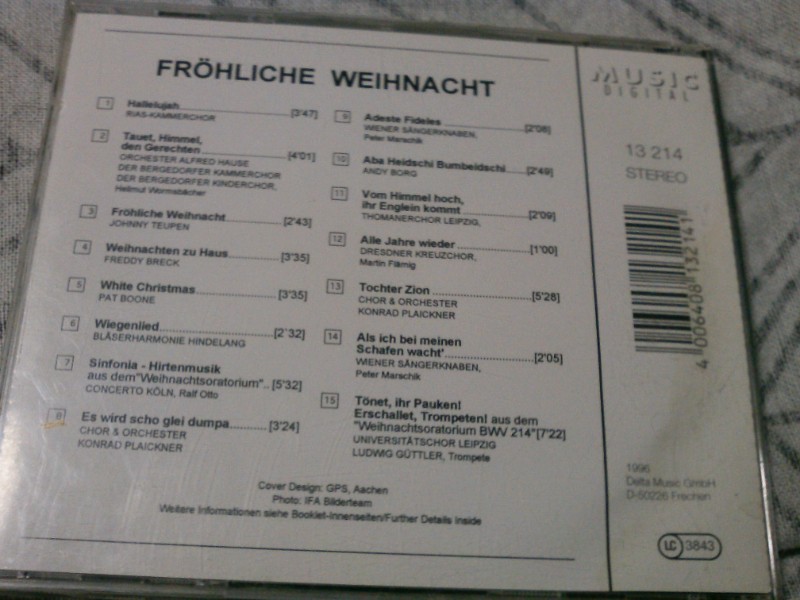 FRÖHLICHE WEIHNACHT
1 Hallelujah [3'47]
RIAS-KAMMERCHOR
2 Tauet, Himmel,
den Gerechten [4'01]
ORCHESTER ALFRED HAUSE
DER BERGEDORFER KAMMERCHOR
DER BERGEDORFER KINDERCHOR,
Hellmut Wormsbächer
3 Fröhliche Weihnacht [2'43]
JOHNNY TEUPEN
4 Weihnachten zu Haus [3'35]
FREDDY BRECK
5 White Christmas [3'35]
PAT BOONE
6 Wiegenlied [2'32]
BLÄSERHARMONIE HINDELANG
7 Sinfonia - Hirtenmusik
aus dem "Weihnachtsoratorium".. [5'32]
CONCERTO KÖLN, Ralf Otto
8 Es wird scho glei dumpa [3'24]
CHOR & ORCHESTER
KONRAD PLAICKNER
9 Adeste Fideles [2'08]
WIENER SÄNGERKNABEN,
Peter Marschik
10 Aba Heidschi Bumbeidschi [2'49]
ANDY BORG
11 Vom Himmel hoch,
ihr Englein kommt [2'09]
THOMANERCHOR LEIPZIG,
12 Alle Jahre wieder [1'00]
DRESDNER KREUZCHOR,
Martin Flämig
13 Tochter Zion [5'28]
CHOR & ORCHESTER
KONRAD PLAICKNER
14 Als ich bei meinen
Schafen wacht' [2'05]
WIENER SÄNGERKNABEN,
Peter Marschik
15 Tönet, ihr Pauken!
Erschallet, Trompeten! aus dem
"Weihnachtsoratorium BWV 214" [7'22]
UNIVERSITÄTSCHOR LEIPZIG
LUDWIG GÜTTLER, Trompete
Cover Design: GPS, Aachen
Photo: IFA Bilderteam
Weitere Informationen siehe Booklet-Innenseiten/Further Details Inside
MUSIC
DIGITAL
13 214
STEREO
4 006408 132141
1996
Delta Music GmbH
D-50226 Frechen
LC 3843